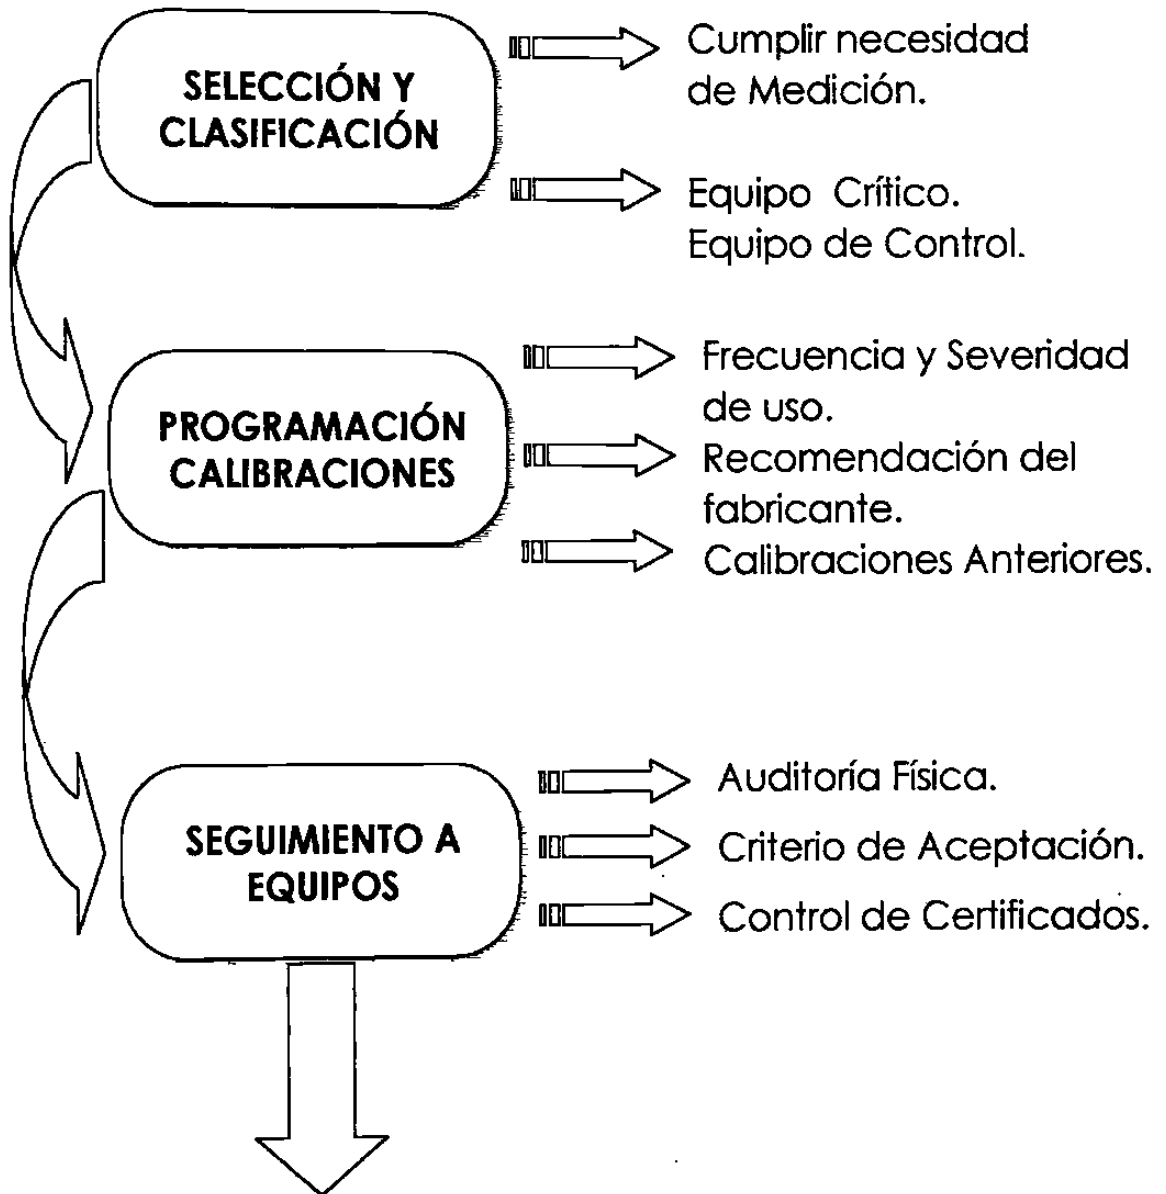 SELECCIÓN Y
CLASIFICACIÓN
Cumplir necesidad
de Medición.
Equipo Crítico.
Equipo de Control.
PROGRAMACIÓN
CALIBRACIONES
Frecuencia y Severidad
de uso.
Recomendación del
fabricante.
Calibraciones Anteriores.
SEGUIMIENTO A
EQUIPOS
Auditoría Física.
Criterio de Aceptación.
Control de Certificados.